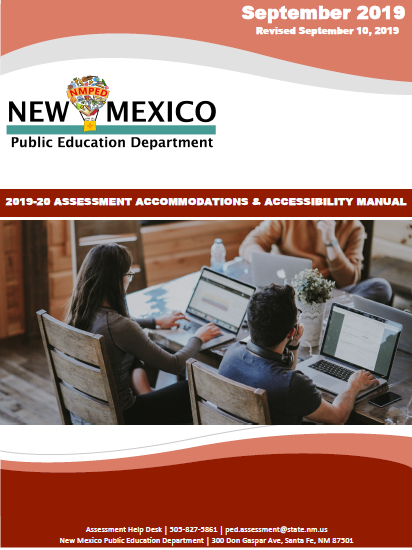 September 2019
Revised September 10, 2019
NMPED
NEW MEXICO
Public Education Department
2019-20 ASSESSMENT ACCOMMODATIONS & ACCESSIBILITY MANUAL
Assessment Help Desk | 505-827-5861 | ped.assessment@state.nm.us
New Mexico Public Education Department | 300 Don Gaspar Ave, Santa Fe, NM 87501